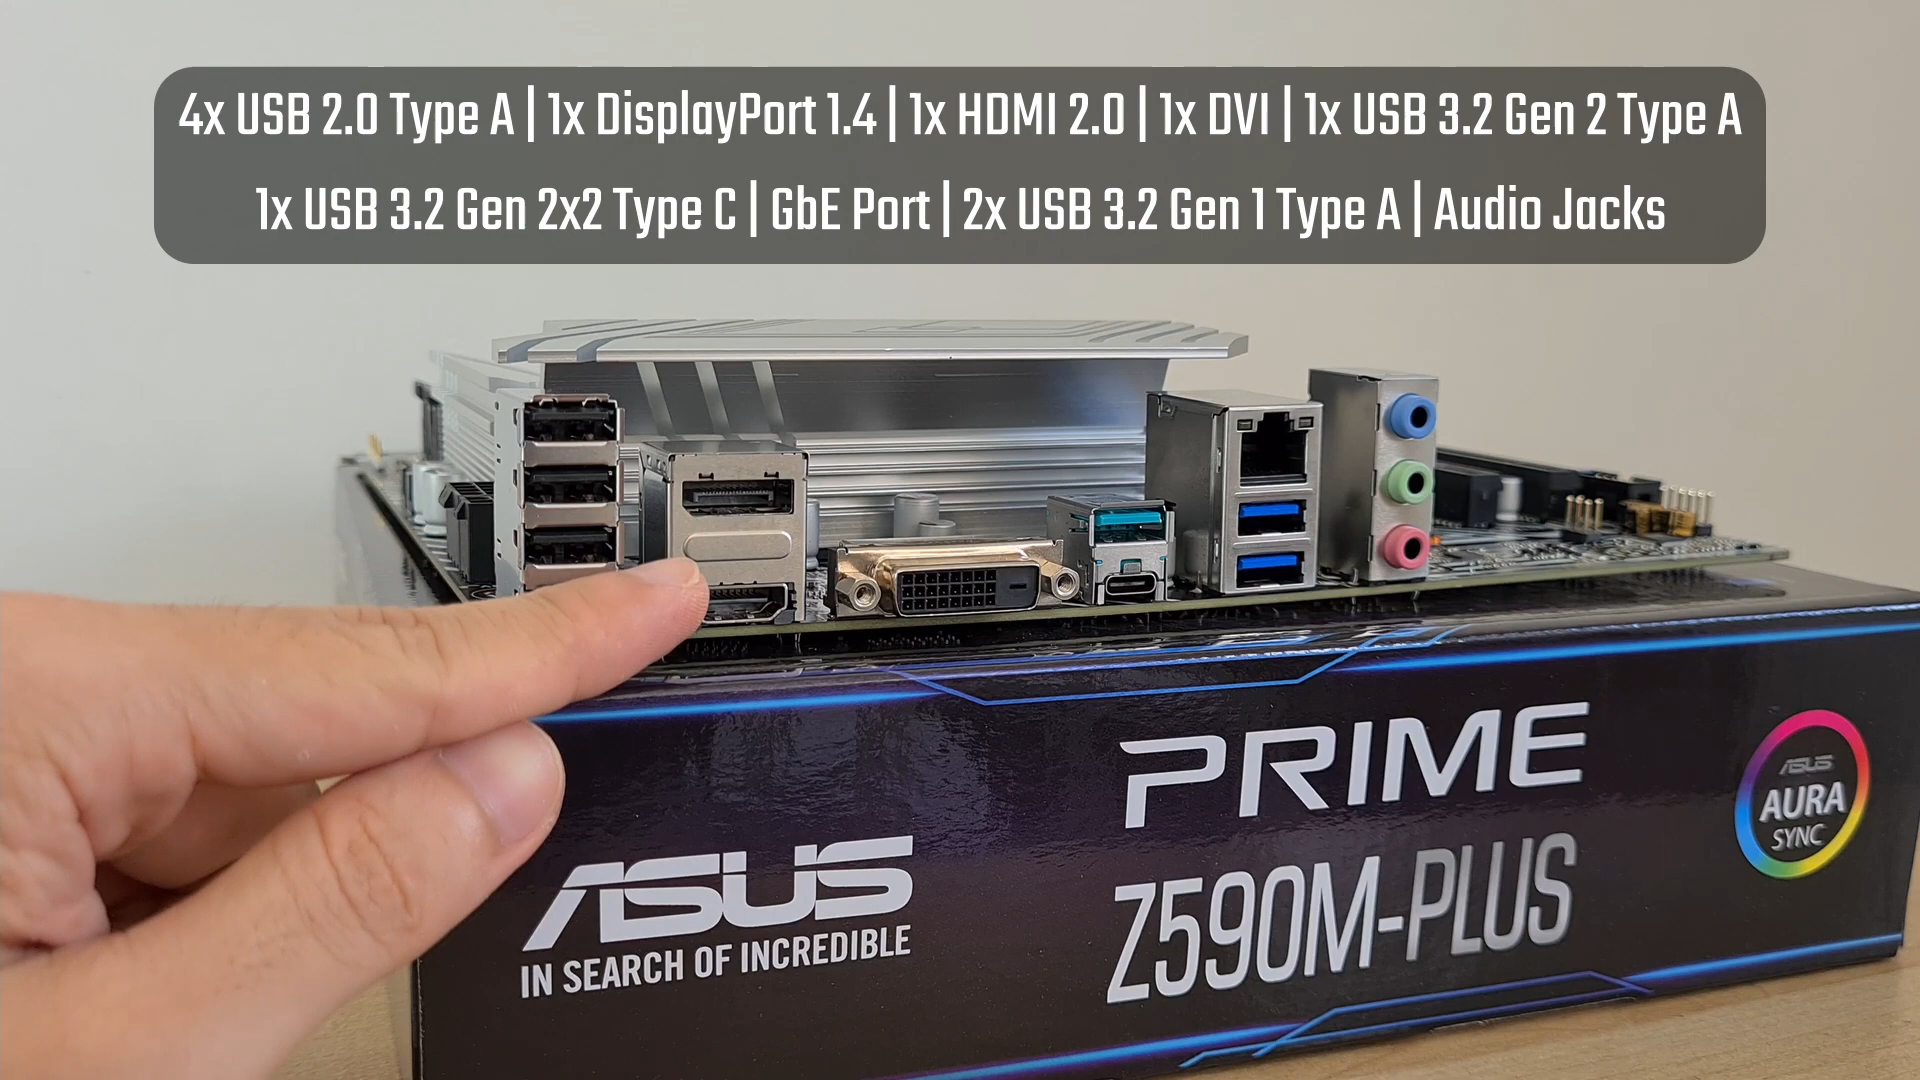 4x USB 2.0 Type A | 1x DisplayPort 1.4 | 1x HDMI 2.0 | 1x DVI | 1x USB 3.2 Gen 2 Type A
1x USB 3.2 Gen 2x2 Type C | GbE Port | 2x USB 3.2 Gen 1 Type A | Audio Jacks
PRIME
Z590M-PLUS
ASUS
IN SEARCH OF INCREDIBLE
ASUS
AURA
SYNC